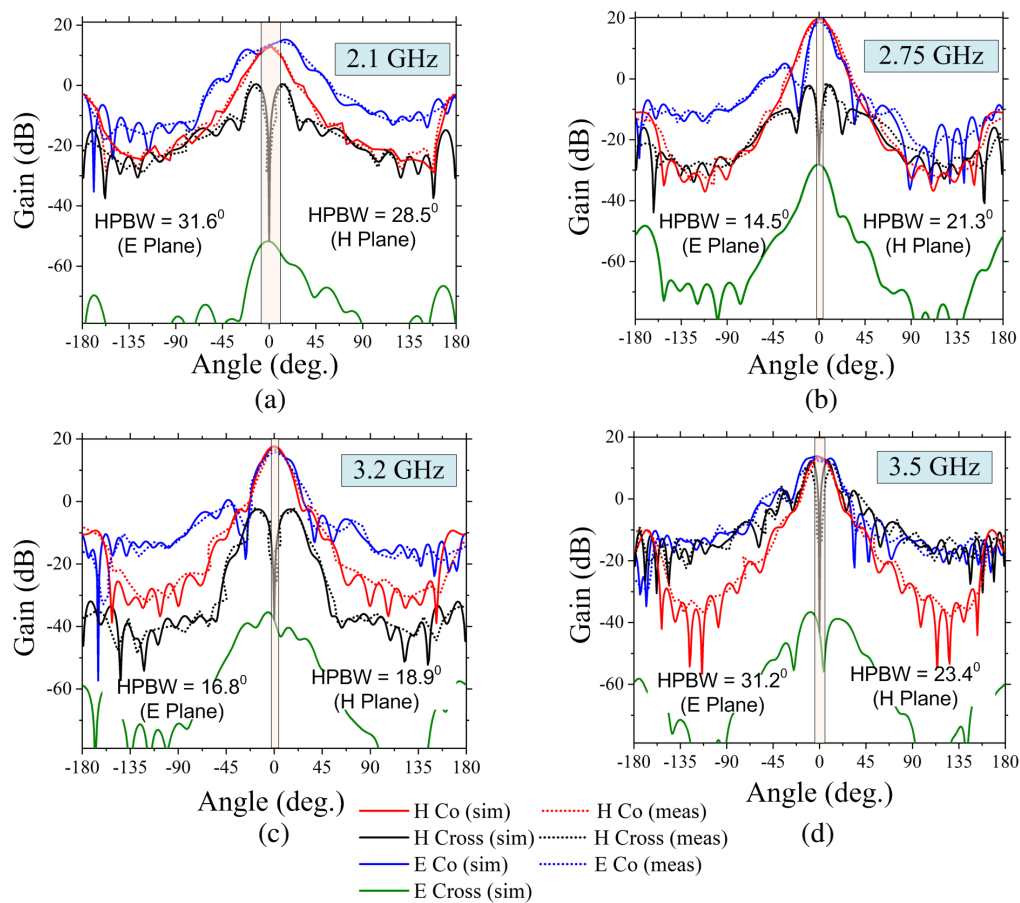 20
0
-20
-40
-60
Gain (dB)
2.1 GHz
HPBW = 31.6⁰
(E Plane)
HPBW = 28.5⁰
(H Plane)
-180 -135 -90 -45 0 45 90 135 180
Angle (deg.)
(a)
20
0
-20
-40
-60
Gain (dB)
2.75 GHz
HPBW = 14.5⁰
(E Plane)
HPBW = 21.3⁰
(H Plane)
-180 -135 -90 -45 0 45 90 135 180
Angle (deg.)
(b)
20
0
-20
-40
-60
Gain (dB)
3.2 GHz
HPBW = 16.8⁰
(E Plane)
HPBW = 18.9⁰
(H Plane)
-180 -135 -90 -45 0 45 90 135 180
Angle (deg.)
(c)
20
0
-20
-40
-60
Gain (dB)
3.5 GHz
HPBW = 31.2⁰
(E Plane)
HPBW = 23.4⁰
(H Plane)
-180 -135 -90 -45 0 45 90 135 180
Angle (deg.)
(d)
H Co (sim) H Co (meas)
H Cross (sim) H Cross (meas)
E Co (sim) E Co (meas)
E Cross (sim)